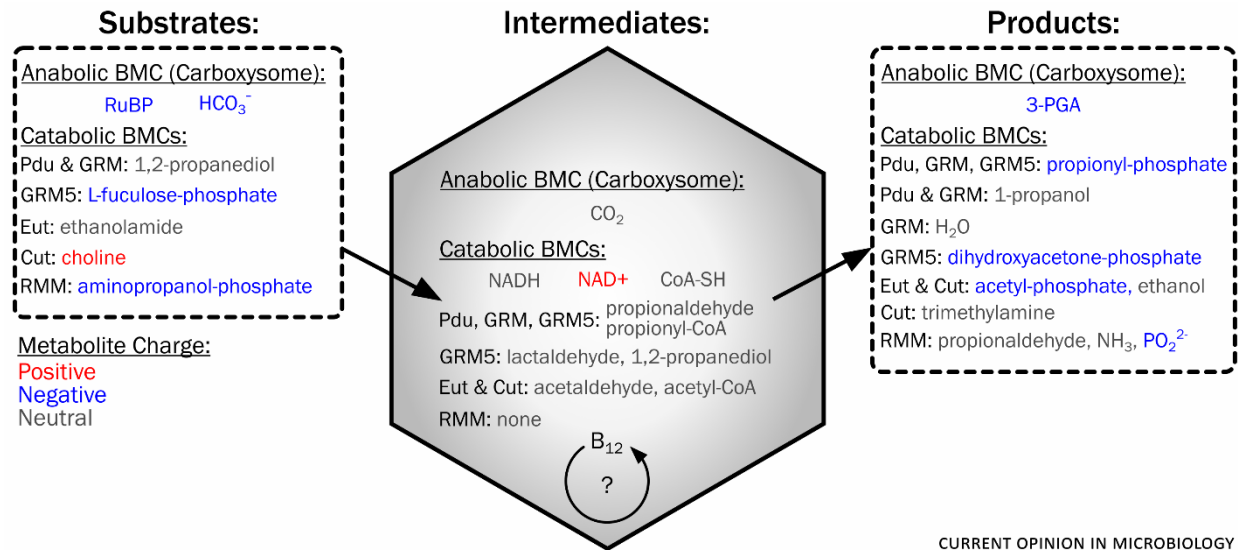 Substrates:
Anabolic BMC (Carboxysome):
RuBP HCO₃⁻
Catabolic BMCs:
Pdu & GRM: 1,2-propanediol
GRM5: L-fuculose-phosphate
Eut: ethanolamide
Cut: choline
RMM: aminopropanol-phosphate
Metabolite Charge:
Positive
Negative
Neutral
Intermediates:
Anabolic BMC (Carboxysome):
CO₂
Catabolic BMCs:
NADH NAD+ CoA-SH
Pdu, GRM, GRM5: propionaldehyde
propionyl-CoA
GRM5: lactaldehyde, 1,2-propanediol
Eut & Cut: acetaldehyde, acetyl-CoA
RMM: none
B₁₂
?
Products:
Anabolic BMC (Carboxysome):
3-PGA
Catabolic BMCs:
Pdu, GRM, GRM5: propionyl-phosphate
Pdu & GRM: 1-propanol
GRM: H₂O
GRM5: dihydroxyacetone-phosphate
Eut & Cut: acetyl-phosphate, ethanol
Cut: trimethylamine
RMM: propionaldehyde, NH₃, PO₂²⁻
CURRENT OPINION IN MICROBIOLOGY